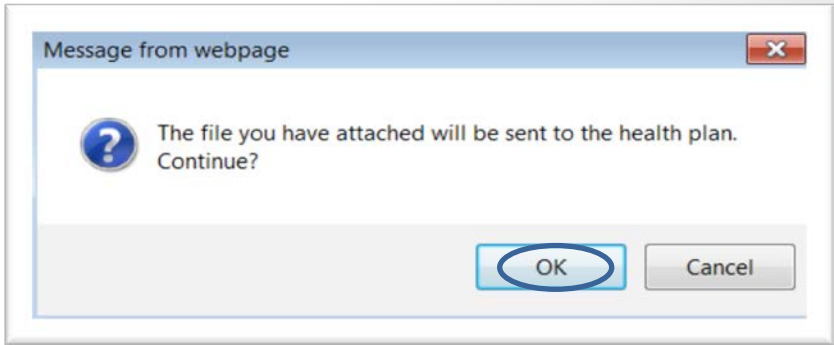 Message from webpage
The file you have attached will be sent to the health plan.
Continue?
OK
Cancel